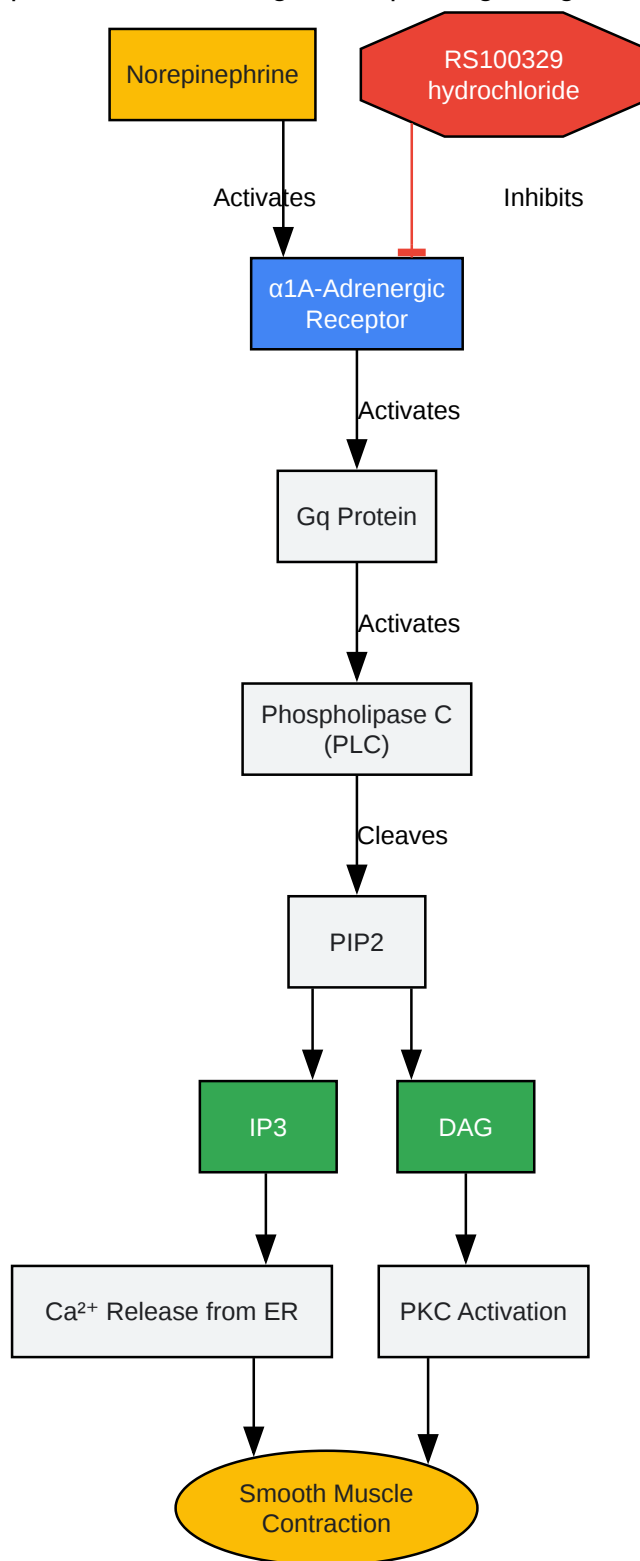 Norepinephrine
RS100329
hydrochloride
Activates
Inhibits
α1A-Adrenergic
Receptor
Activates
Gq Protein
Activates
Phospholipase C
(PLC)
Cleaves
PIP2
IP3
DAG
Ca²⁺ Release from ER
PKC Activation
Smooth Muscle
Contraction